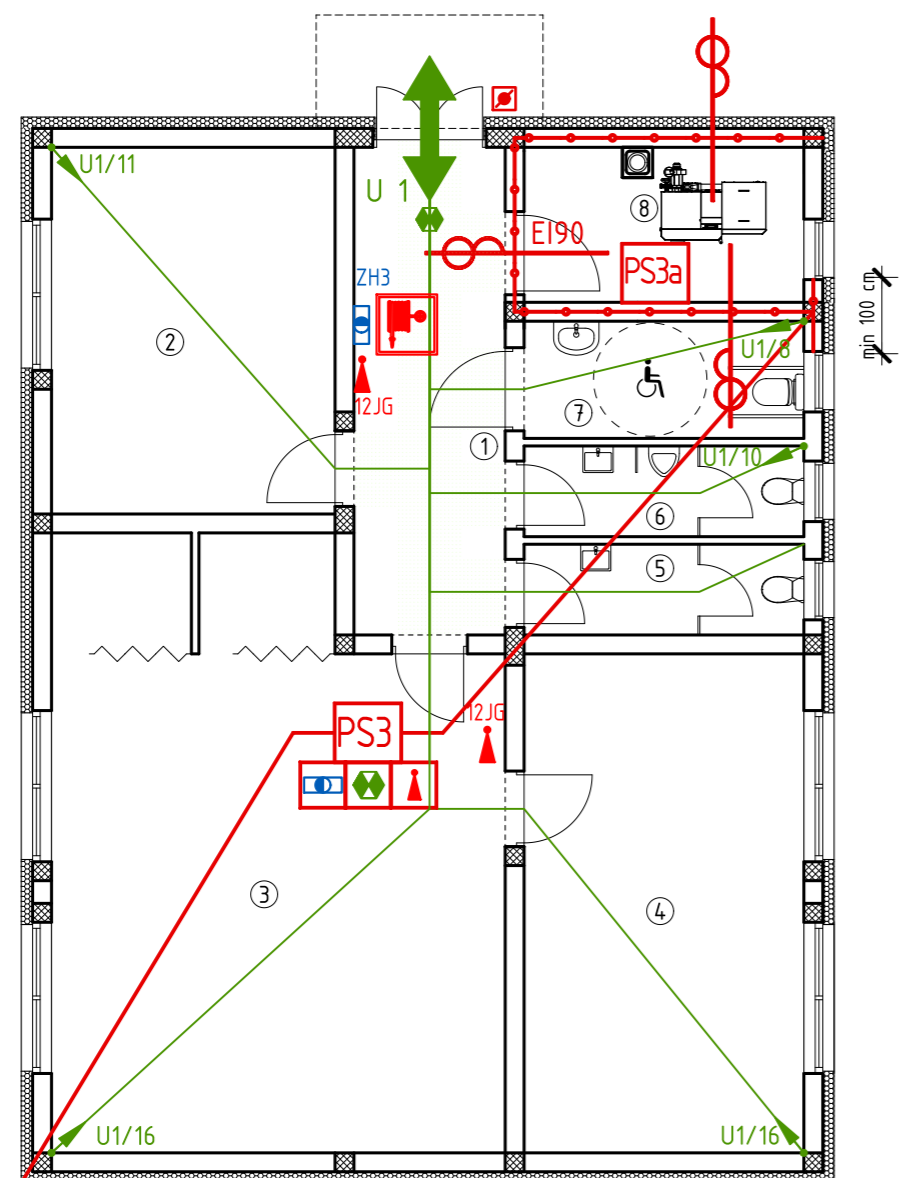 U1/11
U 1
⑧
EI90
PS3a
ZH3
min 100 cm
②
U1/8
12JG
⑦
①
U1/10
⑥
⑤
12JG
PS3
③
④
U1/16
U1/16